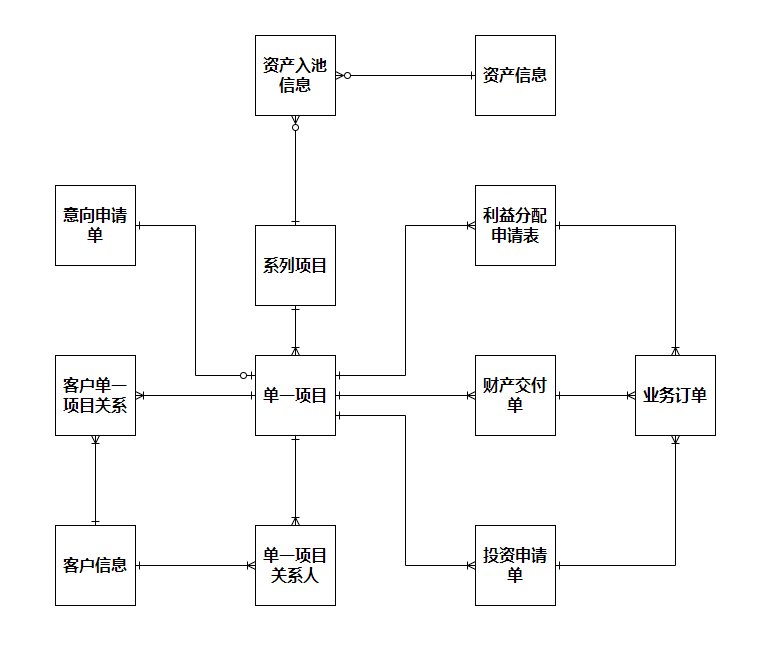 资产入池
信息
资产信息
意向申请
单
利益分配
申请表
系列项目
客户单一
项目关系
单一项目
财产交付
单
业务订单
客户信息
单一项目
关系人
投资申请
单